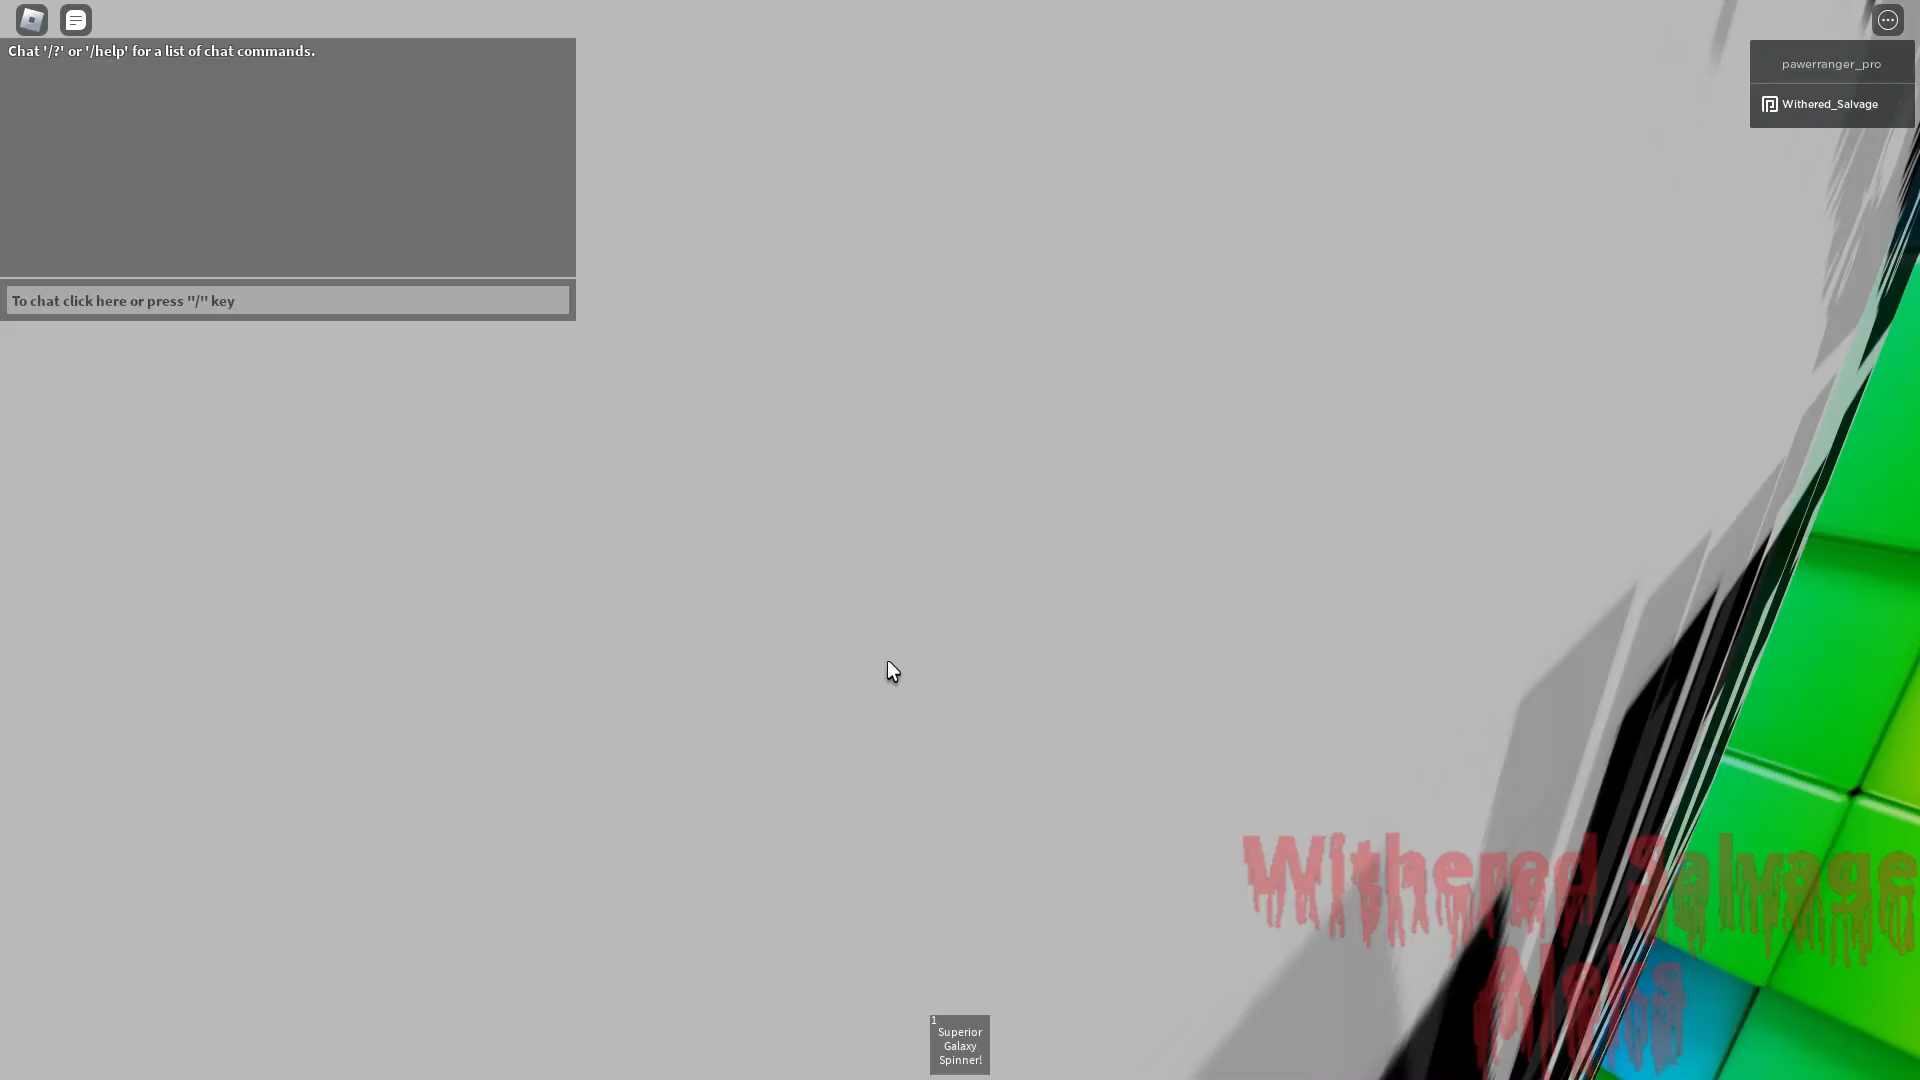 Chat '/?' or '/help' for a list of chat commands.
pawerranger_pro
Withered_Salvage
To chat click here or press "/" key
Withered Salvage
Alpha
1
Superior
Galaxy
Spinner!